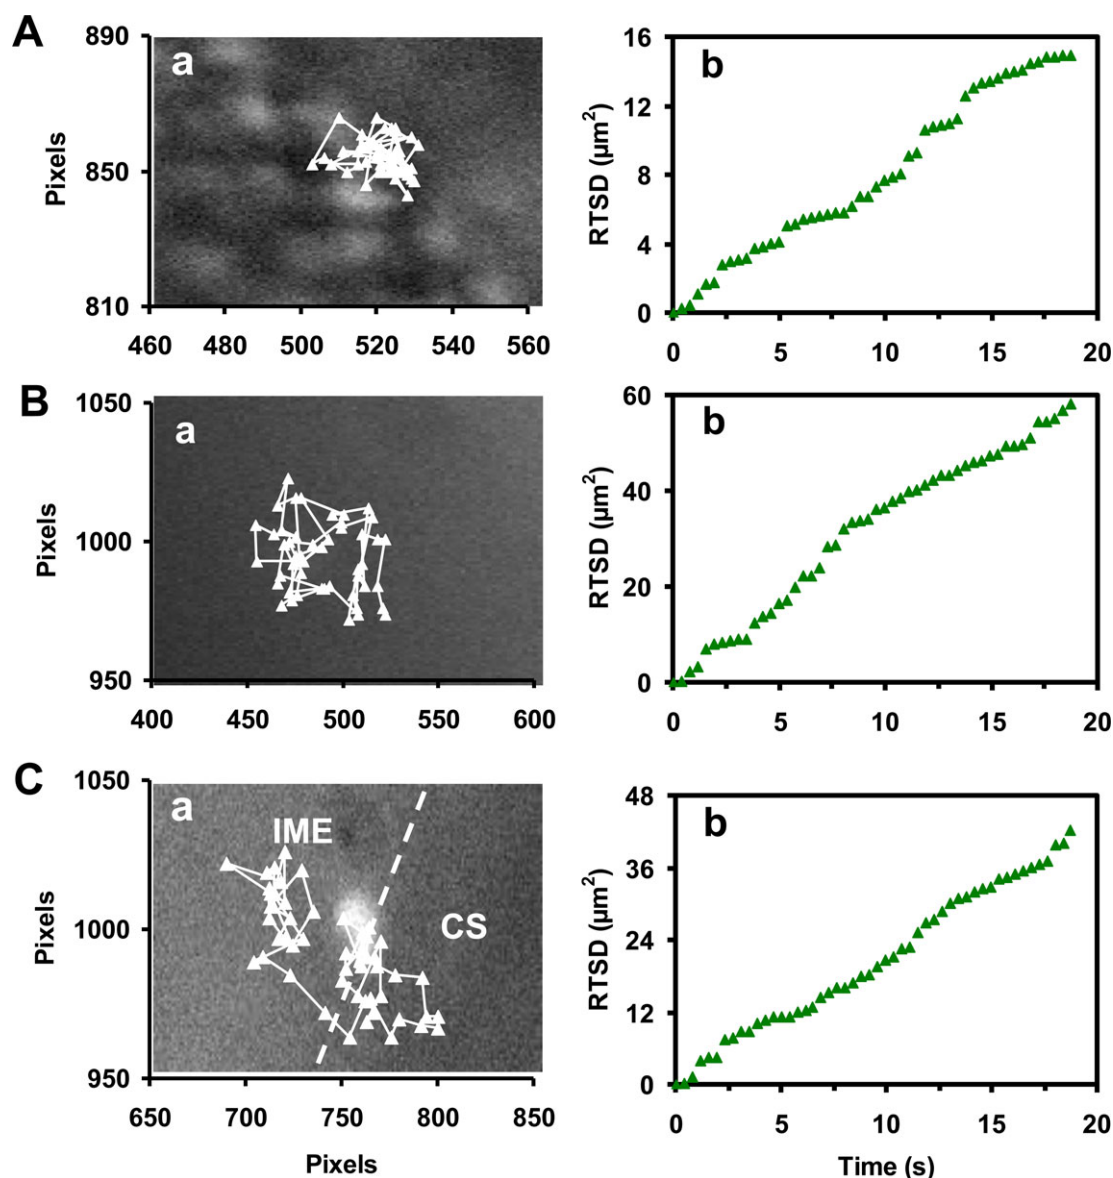 A
a
Pixels
890
850
810
460 480 500 520 540 560
b
RTSD (µm²)
16
12
8
4
0
0 5 10 15 20
B
a
Pixels
1050
1000
950
400 450 500 550 600
b
RTSD (µm²)
60
40
20
0
0 5 10 15 20
C
a
IME
CS
Pixels
1050
1000
950
650 700 750 800 850
Pixels
b
RTSD (µm²)
48
36
24
12
0
0 5 10 15 20
Time (s)